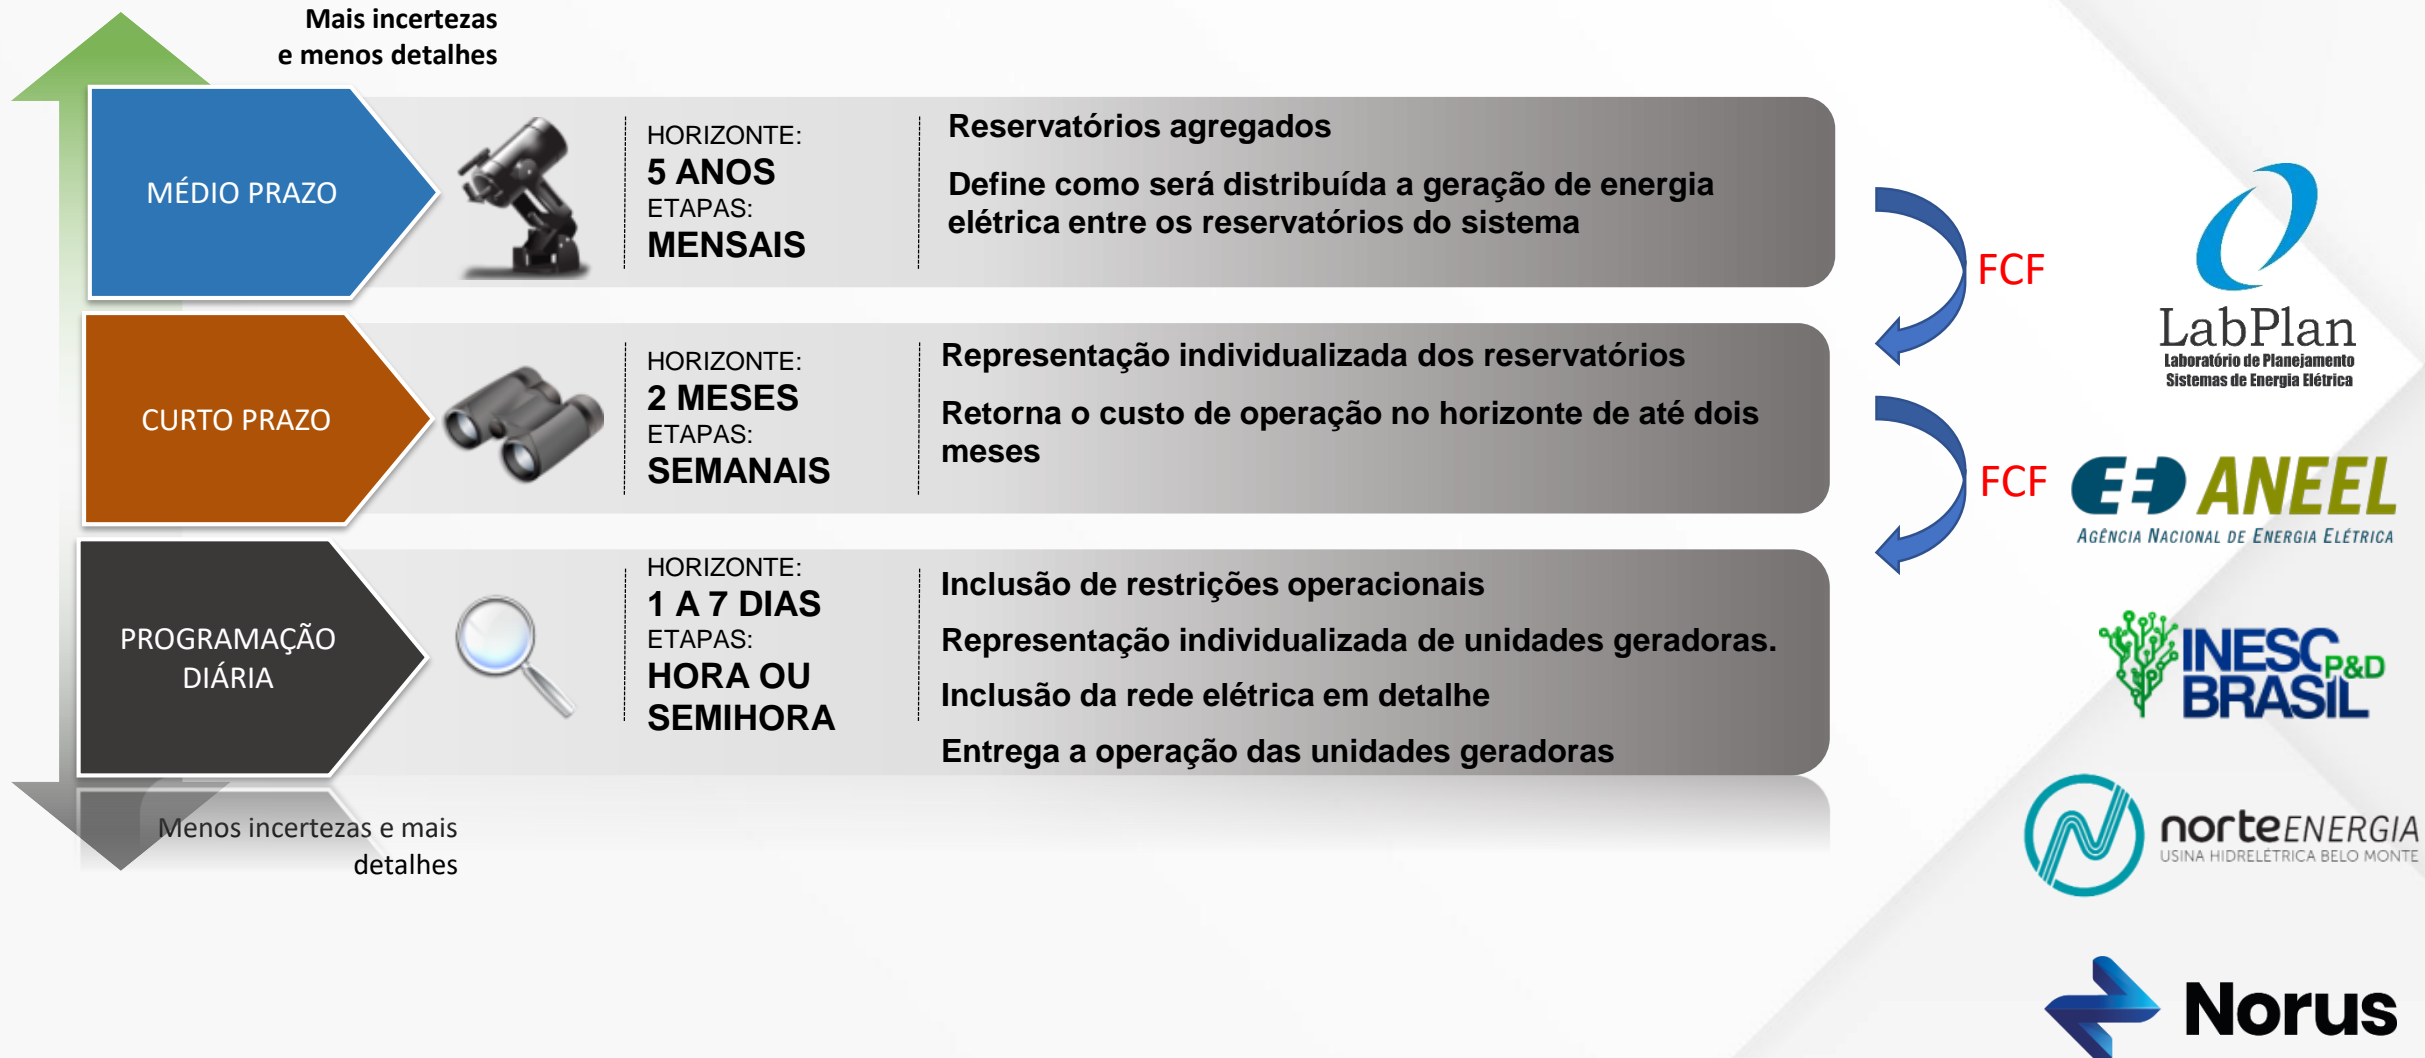 Mais incertezas
e menos detalhes
MÉDIO PRAZO
HORIZONTE:
5 ANOS
ETAPAS:
MENSAIS
Reservatórios agregados
Define como será distribuída a geração de energia
elétrica entre os reservatórios do sistema
FCF
CURTO PRAZO
HORIZONTE:
2 MESES
ETAPAS:
SEMANAIS
Representação individualizada dos reservatórios
Retorna o custo de operação no horizonte de até dois
meses
FCF
PROGRAMAÇÃO
DIÁRIA
HORIZONTE:
1 A 7 DIAS
ETAPAS:
HORA OU
SEMIHORA
Inclusão de restrições operacionais
Representação individualizada de unidades geradoras.
Inclusão da rede elétrica em detalhe
Entrega a operação das unidades geradoras
Menos incertezas e mais
detalhes
LabPlan
Laboratório de Planejamento
Sistemas de Energia Elétrica
ANEEL
AGÊNCIA NACIONAL DE ENERGIA ELÉTRICA
INESC P&D
BRASIL
norteENERGIA
USINA HIDRELÉTRICA BELO MONTE
Norus